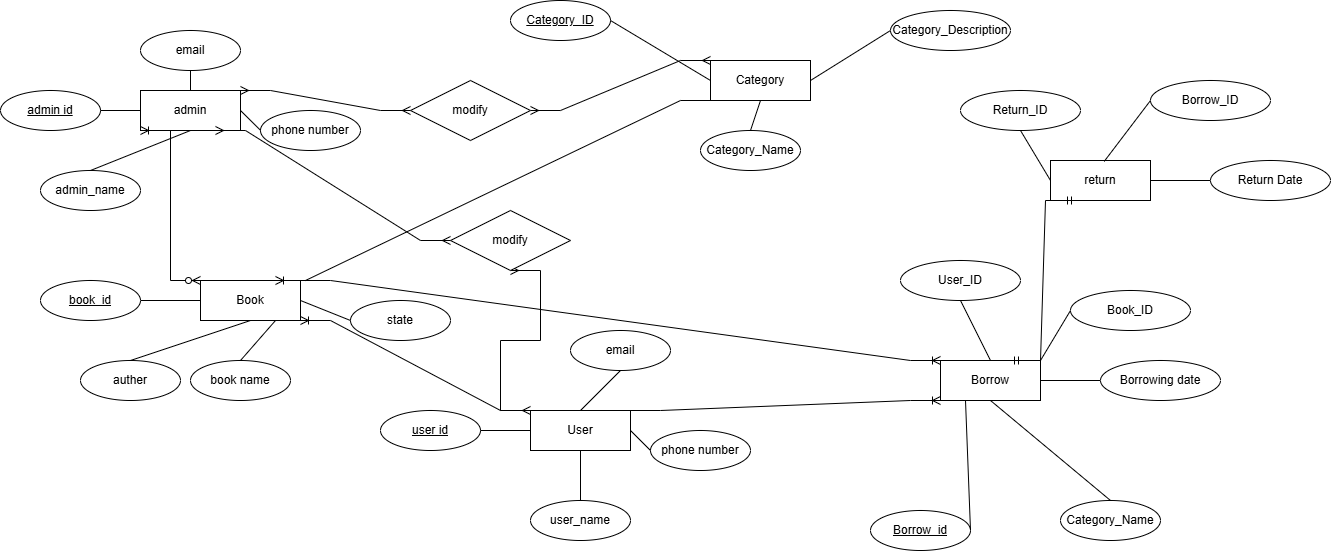 Category_ID
Category_Description
email
Category
admin id
admin
modify
phone number
Category_Name
admin_name
Return_ID
Borrow_ID
return
Return Date
modify
User_ID
book_id
Book
state
Book_ID
email
auther
book name
Borrow
Borrowing date
user id
User
phone number
user_name
Borrow_id
Category_Name